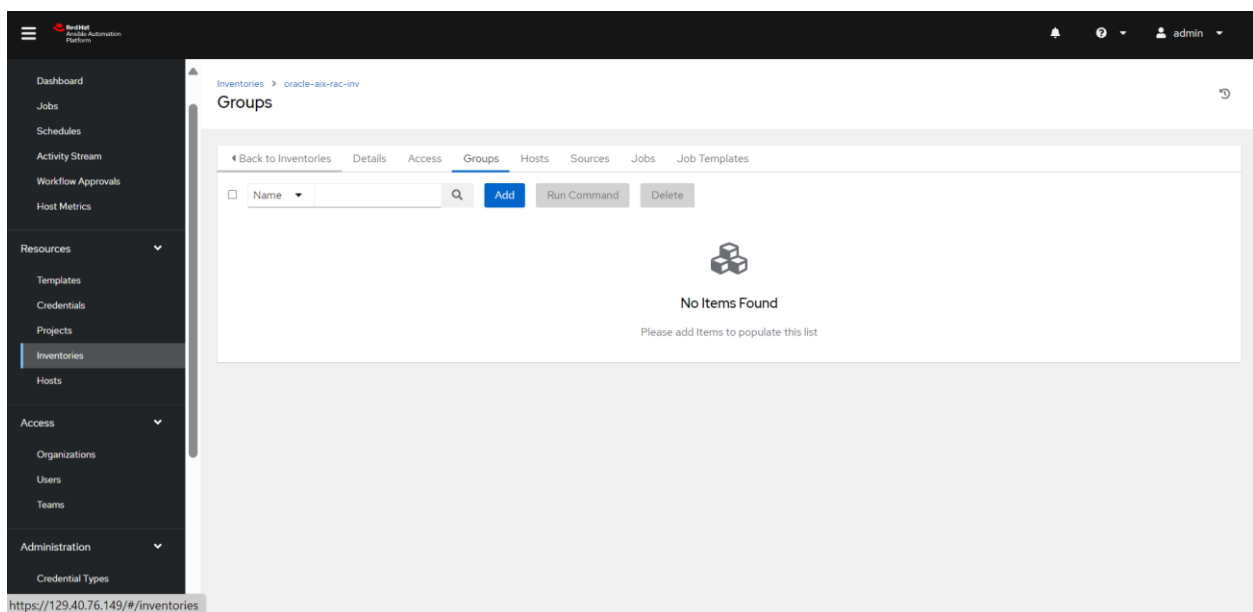 Red Hat
Ansible Automation
Platform
admin
Dashboard
Jobs
Schedules
Activity Stream
Workflow Approvals
Host Metrics
Resources
Templates
Credentials
Projects
Inventories
Hosts
Access
Organizations
Users
Teams
Administration
Credential Types
Inventories > oracle-aix-rac-inv
Groups
Back to Inventories Details Access Groups Hosts Sources Jobs Job Templates
Name Add Run Command Delete
No Items Found
Please add Items to populate this list
https://129.40.76.149/#/inventories